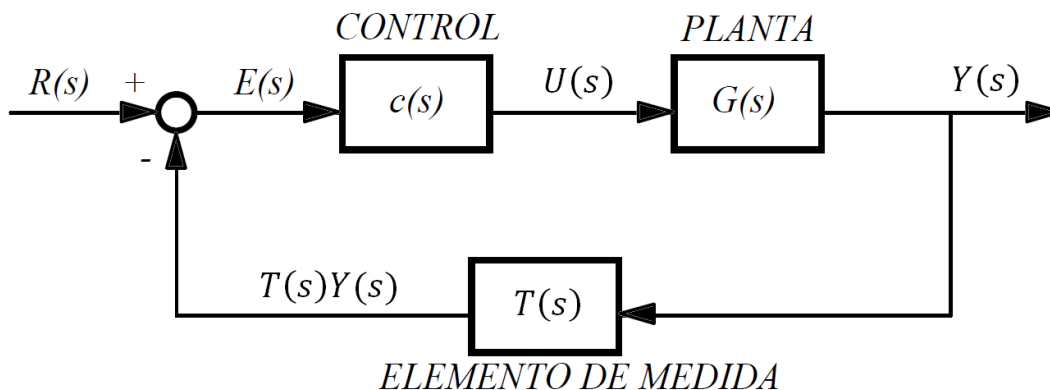 CONTROL
PLANTA
R(s)
+
E(s)
c(s)
U(s)
G(s)
Y(s)
-
T(s)Y(s)
T(s)
ELEMENTO DE MEDIDA